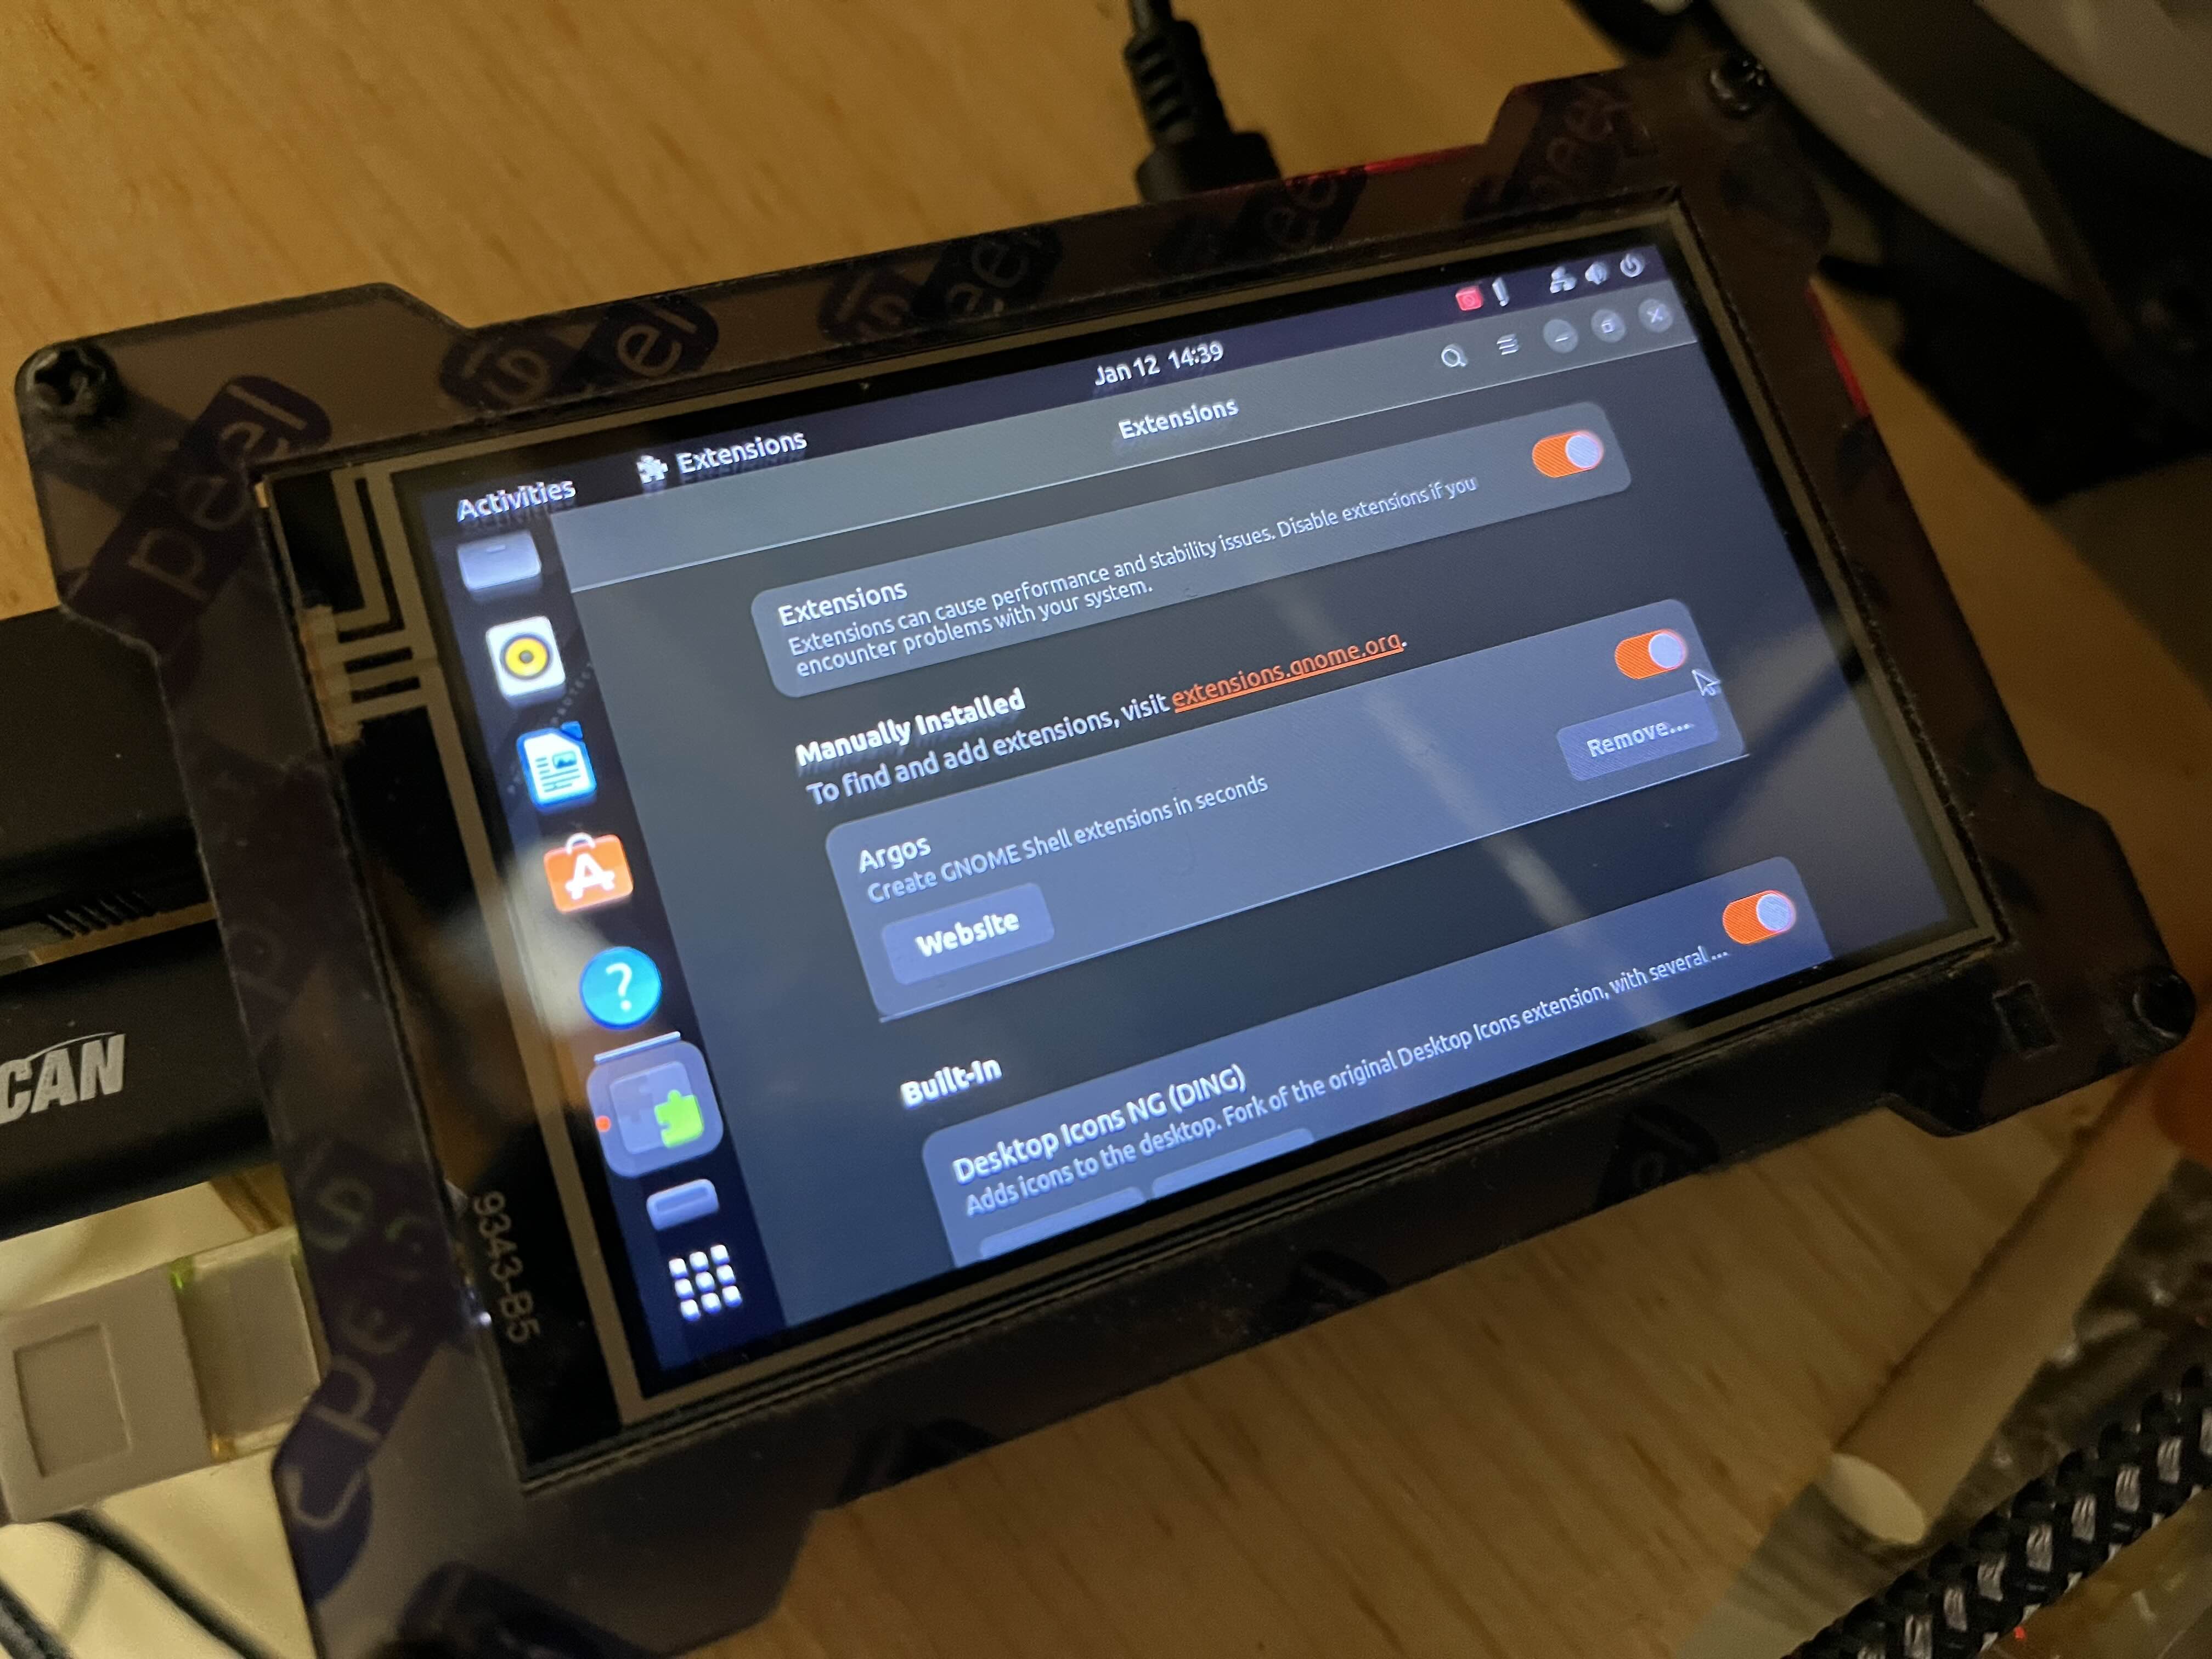 Jan 12 14:39
Activities
Extensions
Extensions
Extensions
Extensions can cause performance and stability issues. Disable extensions if you
encounter problems with your system.
Manually Installed
To find and add extensions, visit extensions.gnome.org.
Argos
Create GNOME Shell extensions in seconds
Remove...
Website
Built-In
Desktop Icons NG (DING)
Adds icons to the desktop. Fork of the original Desktop Icons extension, with several ...
CAN
9343-B5
peel
peel